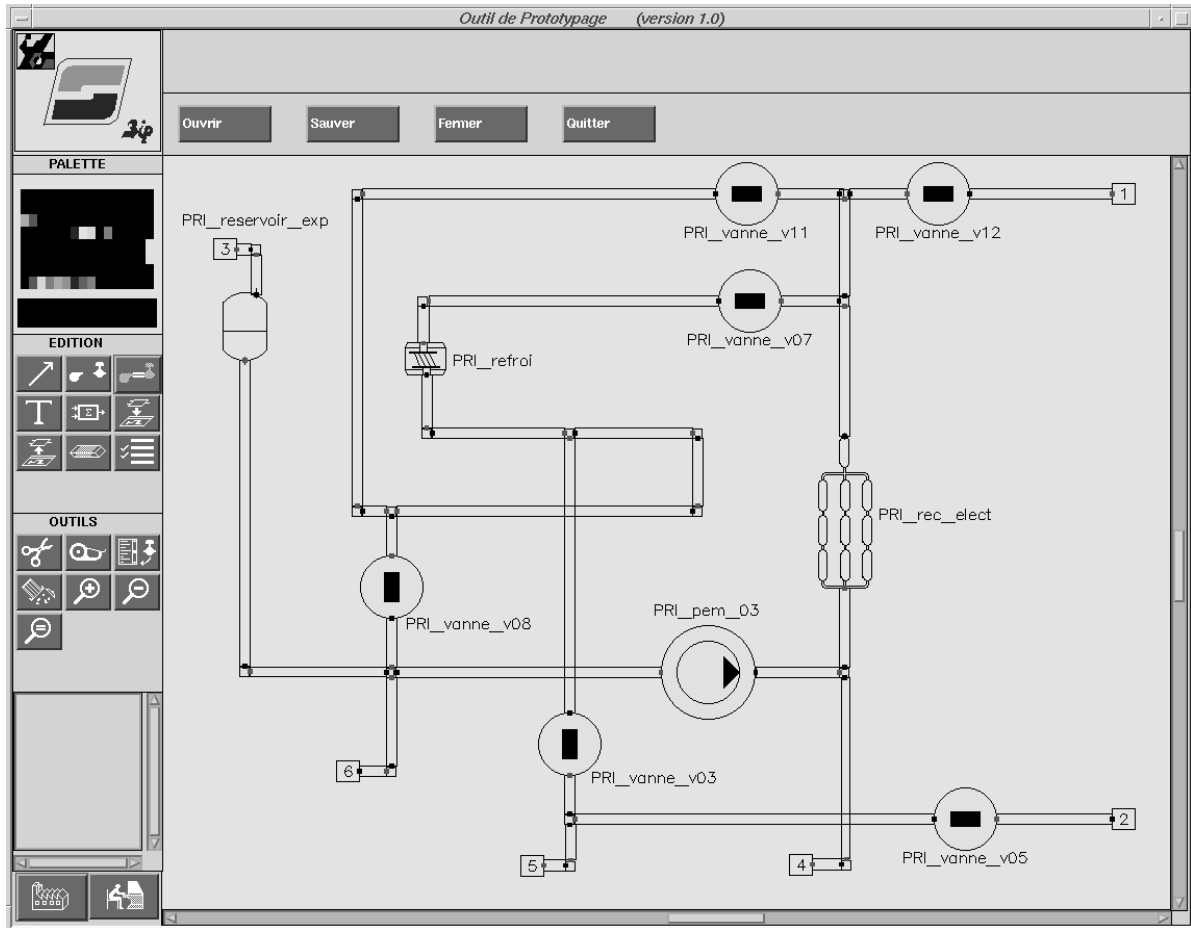 Outil de Prototypage (version 1.0)
3ip
Ouvrir
Sauver
Fermer
Quitter
PALETTE
EDITION
T
Σ
OUTILS
1
PRI_vanne_v11
PRI_vanne_v12
PRI_reservoir_exp
3
PRI_vanne_v07
PRI_refroi
PRI_rec_elect
PRI_pem_03
PRI_vanne_v08
6
PRI_vanne_v03
2
PRI_vanne_v05
5
4